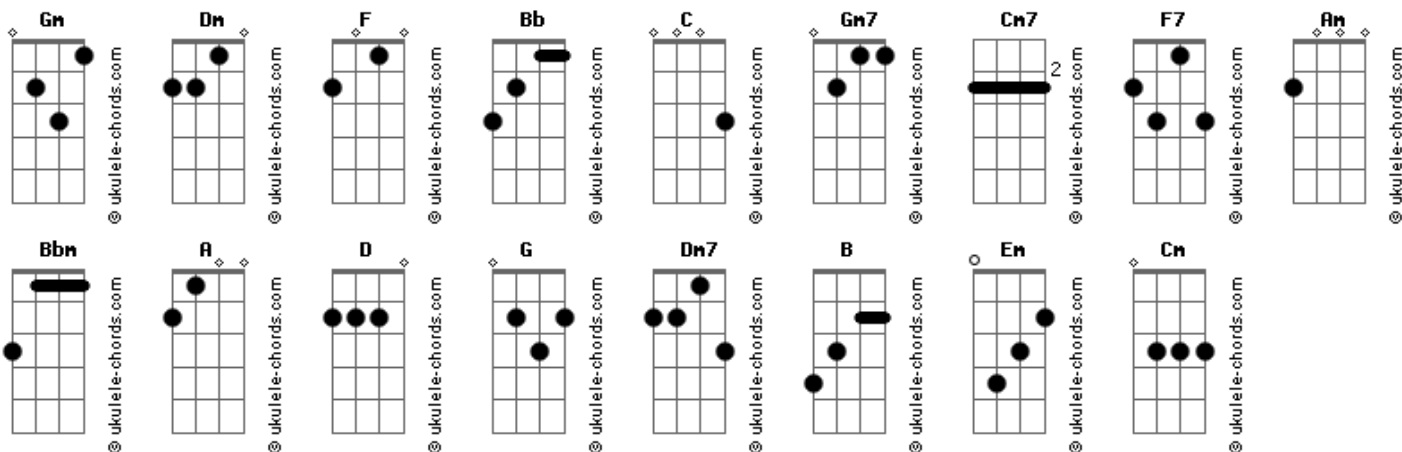 Gm Dm F Bb C Gm7 Cm7 F7 Am
2
© ukulele-chords.com © ukulele-chords.com © ukulele-chords.com © ukulele-chords.com © ukulele-chords.com © ukulele-chords.com © ukulele-chords.com © ukulele-chords.com © ukulele-chords.com
Bbm A D G Dm7 B Em Cm
© ukulele-chords.com © ukulele-chords.com © ukulele-chords.com © ukulele-chords.com © ukulele-chords.com © ukulele-chords.com © ukulele-chords.com © ukulele-chords.com